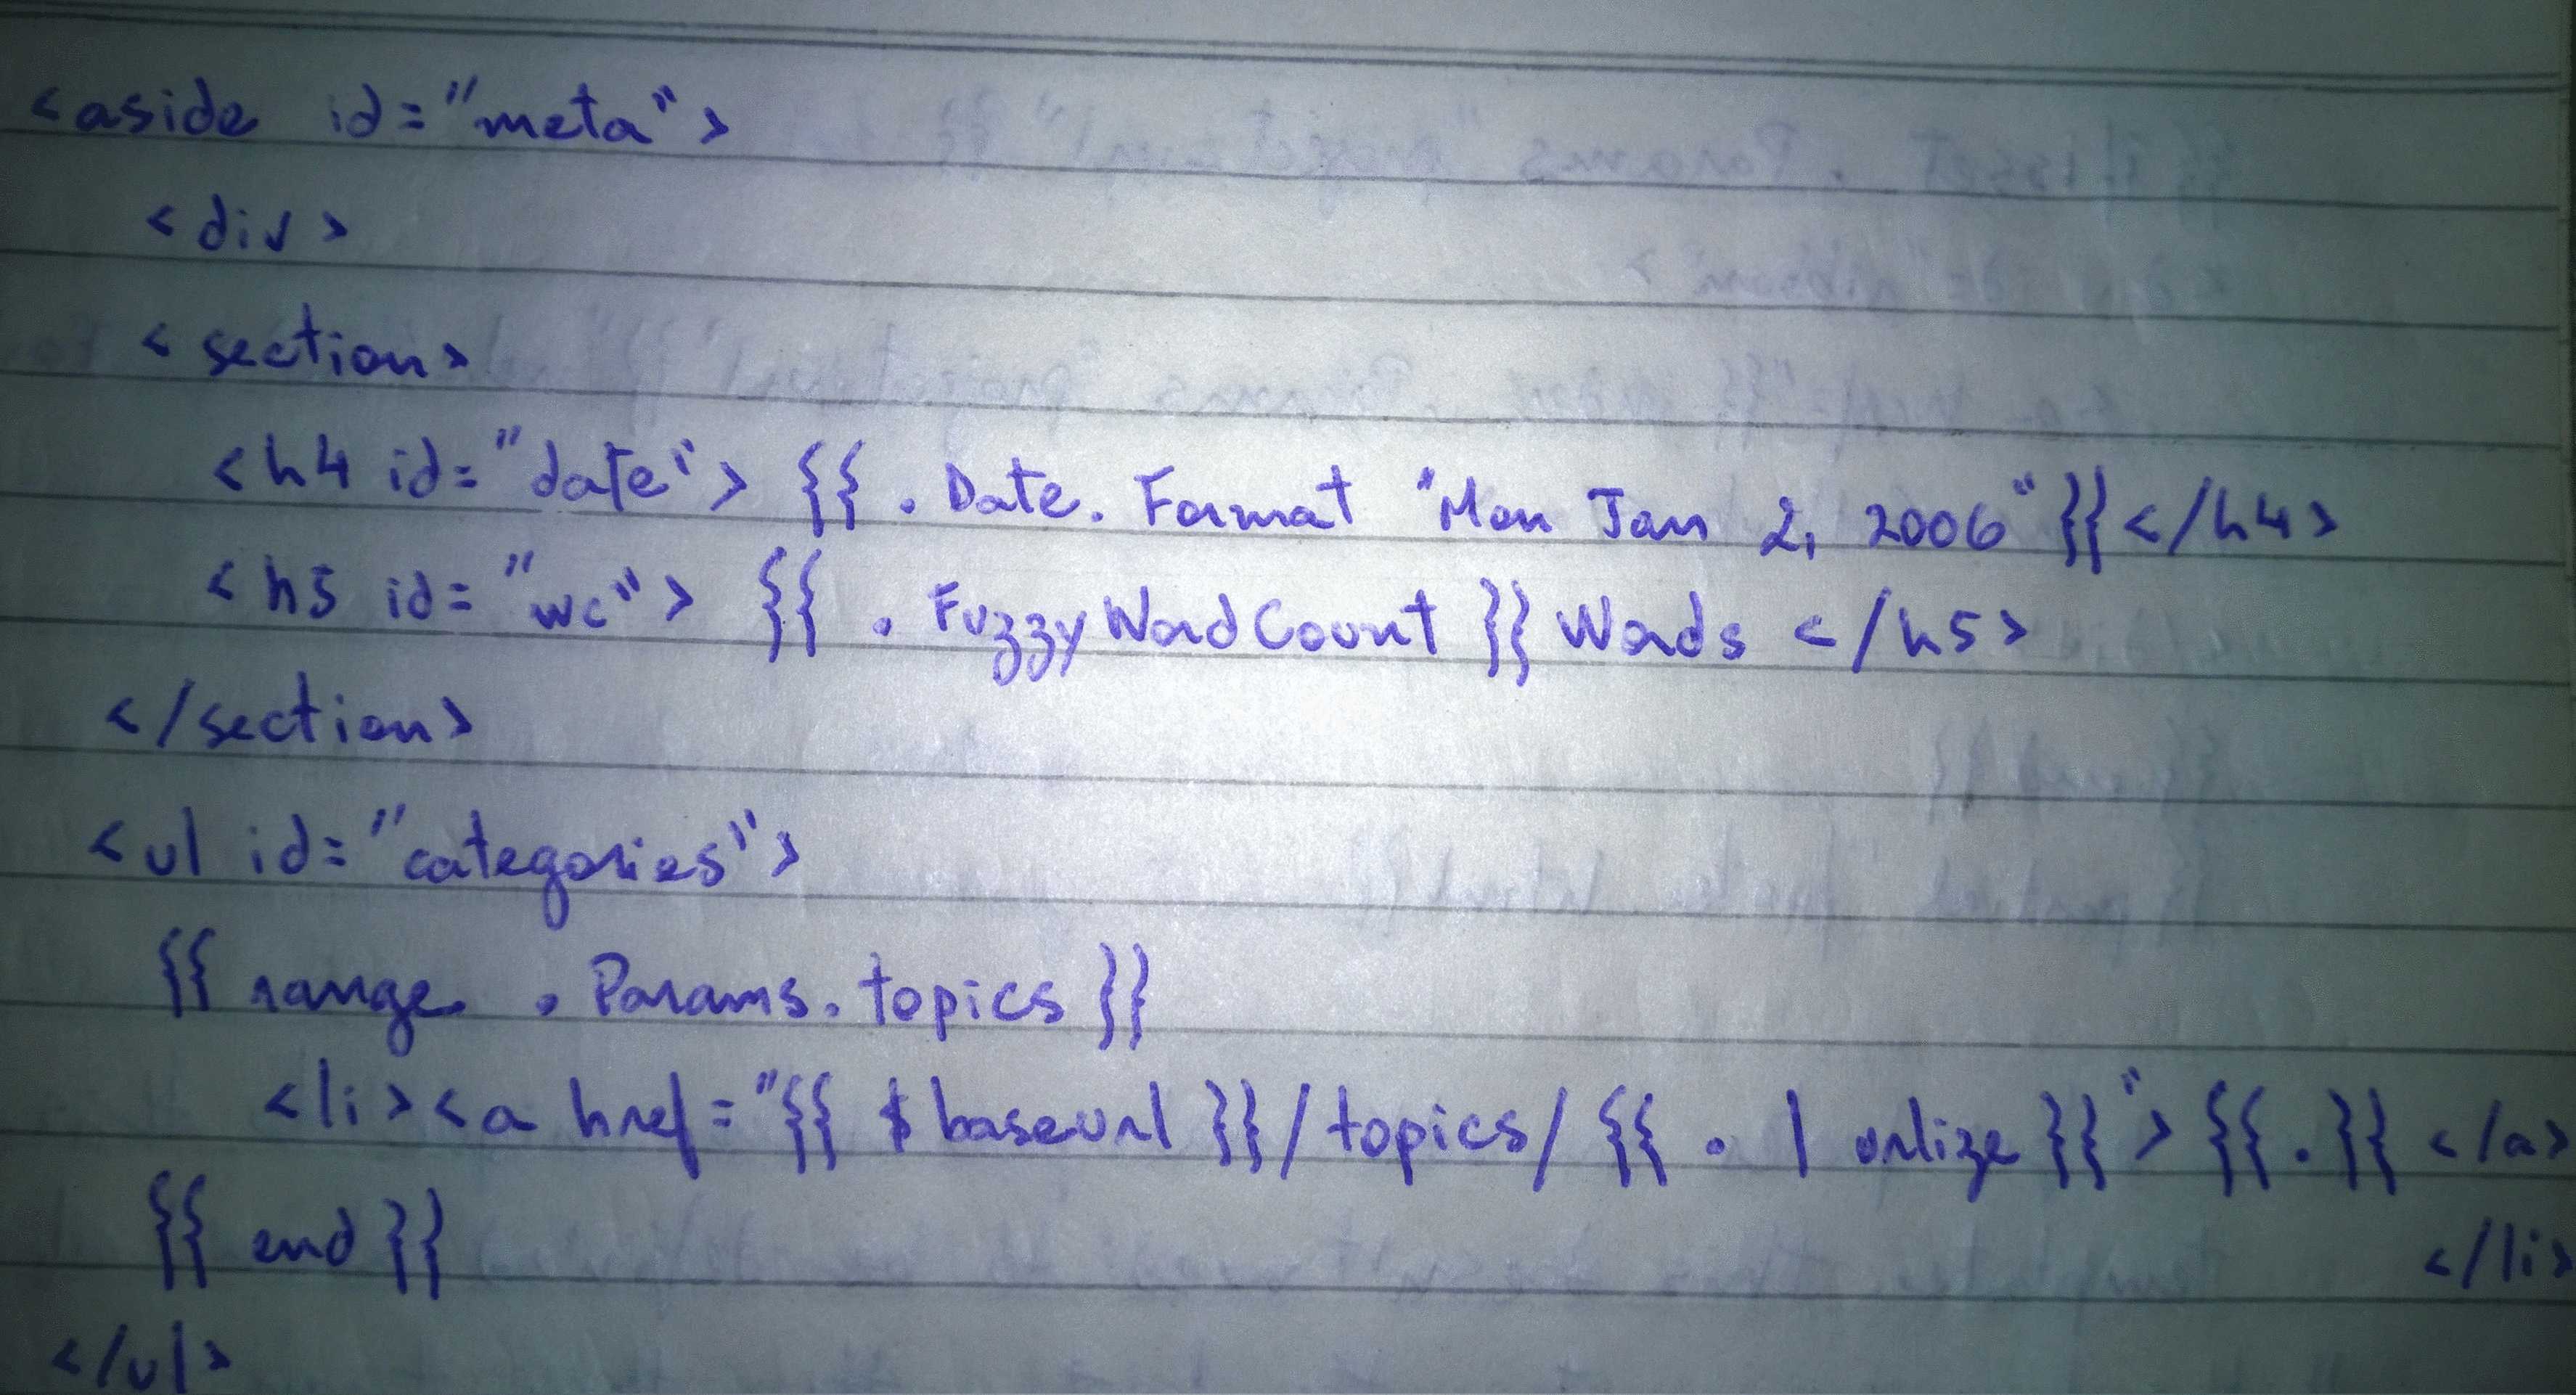 <aside id="meta">
<div>
<section>
<h4 id="date"> {{ . Date. Format "Mon Jan 2, 2006" }}</h4>
<h5 id="wc"> {{ . FuzzyWordCount }} Words </h5>
</section>
<ul id="categories">
{{ range . Params. topics }}
<li><a href="{{ $baseurl }}/topics/ {{ . | urlize }}"> {{ . }} </a>
{{ end }} </li>
</ul>